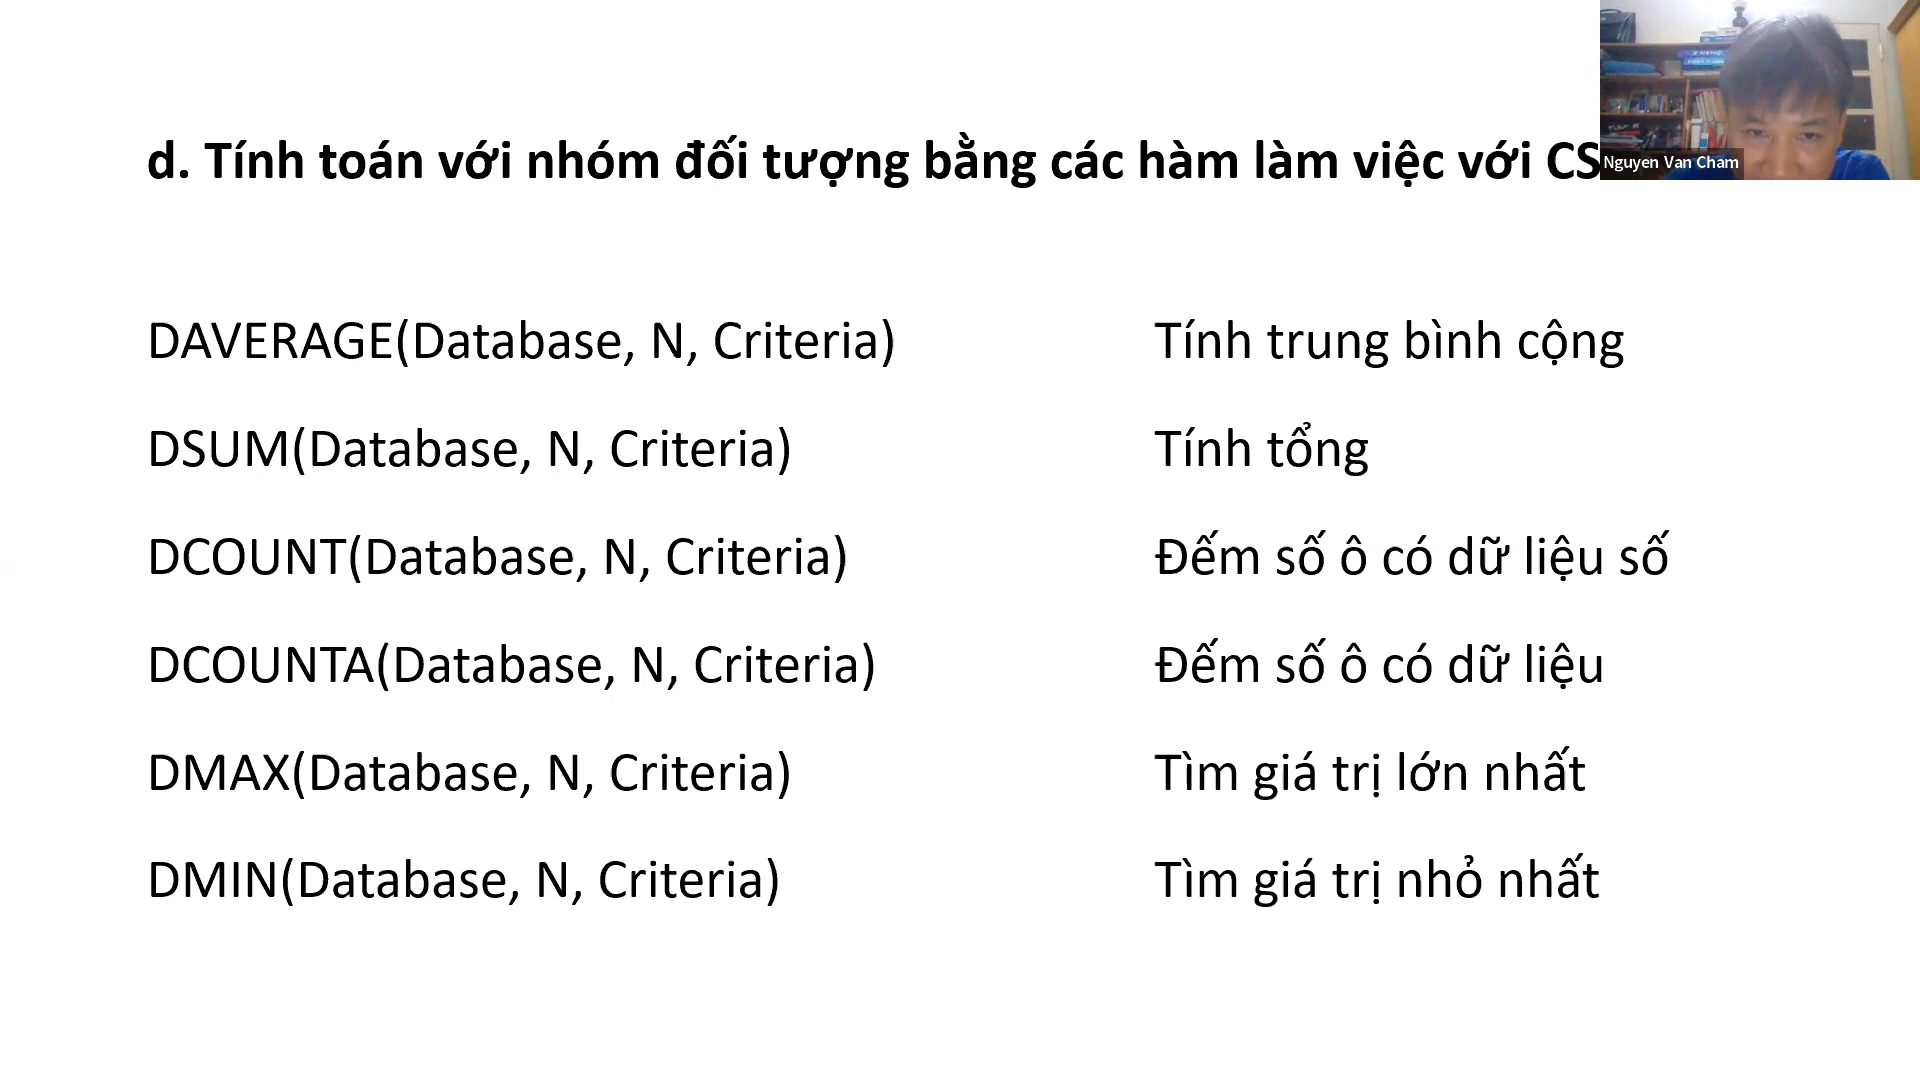 d. Tính toán với nhóm đối tượng bằng các hàm làm việc với CS
Nguyen Van Cham
DAVERAGE(Database, N, Criteria) Tính trung bình cộng
DSUM(Database, N, Criteria) Tính tổng
DCOUNT(Database, N, Criteria) Đếm số ô có dữ liệu số
DCOUNTA(Database, N, Criteria) Đếm số ô có dữ liệu
DMAX(Database, N, Criteria) Tìm giá trị lớn nhất
DMIN(Database, N, Criteria) Tìm giá trị nhỏ nhất